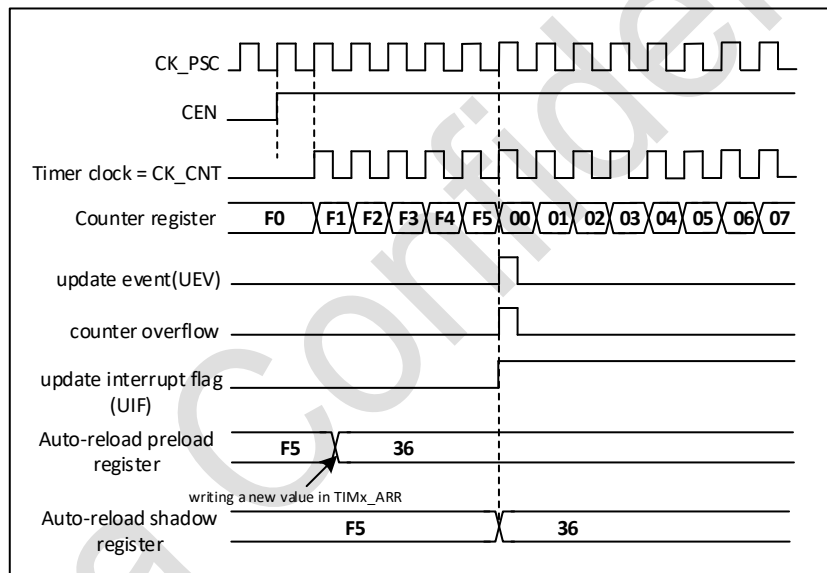 CK_PSC
CEN
Timer clock = CK_CNT
Counter register F0 F1 F2 F3 F4 F5 00 01 02 03 04 05 06 07
update event(UEV)
counter overflow
update interrupt flag
(UIF)
Auto-reload preload
register
F5 36
writing a new value in TIMx_ARR
Auto-reload shadow
register
F5 36